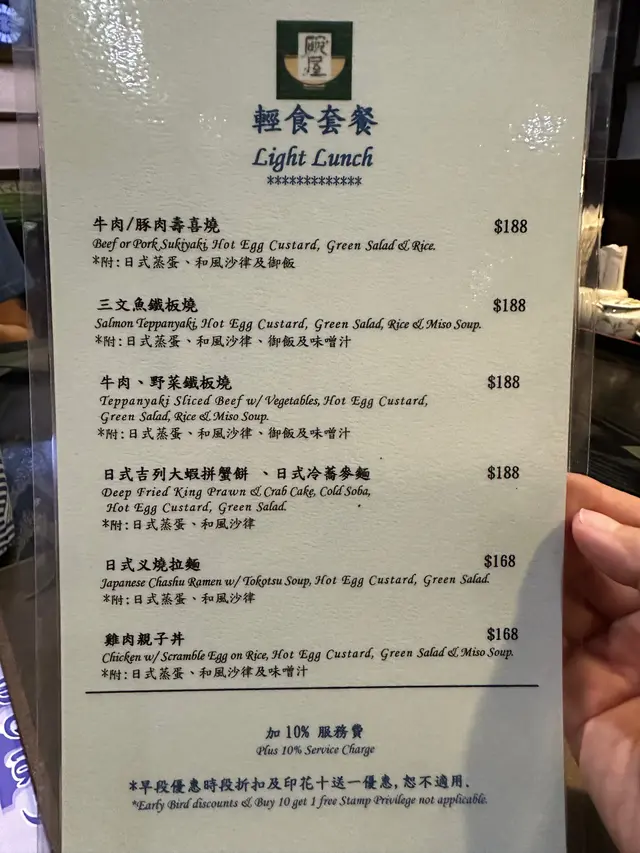 碗屋
輕食套餐
Light Lunch
*************
牛肉/豚肉壽喜燒 $188
Beef or Pork Sukiyaki, Hot Egg Custard, Green Salad & Rice.
*附:日式蒸蛋、和風沙律及御飯
三文魚鐵板燒 $188
Salmon Teppanyaki, Hot Egg Custard, Green Salad, Rice & Miso Soup.
*附:日式蒸蛋、和風沙律、御飯及味噌汁
牛肉、野菜鐵板燒 $188
Teppanyaki Sliced Beef w/ Vegetables, Hot Egg Custard,
Green Salad, Rice & Miso Soup.
*附:日式蒸蛋、和風沙律、御飯及味噌汁
日式吉列大蝦拼蟹餅 、日式冷蕎麥麵 $188
Deep Fried King Prawn & Crab Cake, Cold Soba,
Hot Egg Custard, Green Salad.
*附:日式蒸蛋、和風沙律
日式叉燒拉麵 $168
Japanese Chashu Ramen w/ Tokotsu Soup, Hot Egg Custard, Green Salad.
*附:日式蒸蛋、和風沙律
雞肉親子丼 $168
Chicken w/ Scramble Egg on Rice, Hot Egg Custard, Green Salad & Miso Soup.
*附:日式蒸蛋、和風沙律及味噌汁
加 10% 服務費
Plus 10% Service Charge
*早段優惠時段折扣及印花十送一優惠, 恕不適用.
*Early Bird discounts & Buy 10 get 1 free Stamp Privilege not applicable.